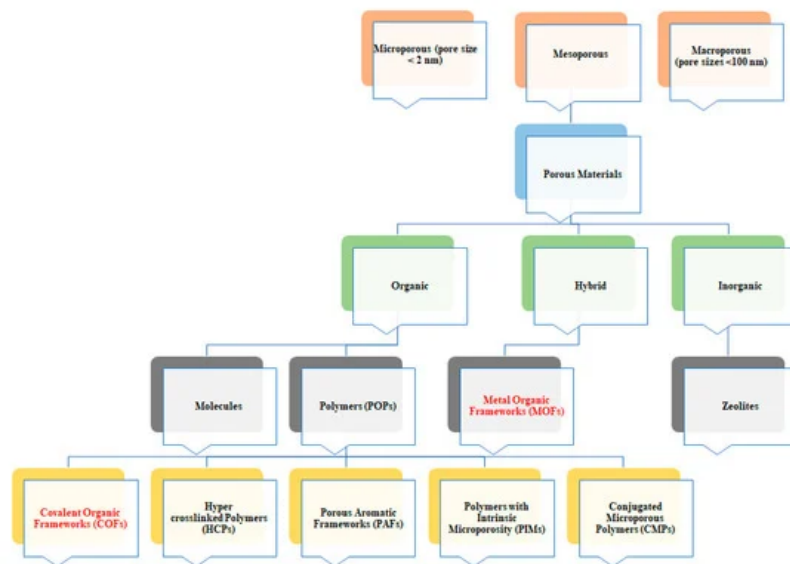 Microporous (pore size
< 2 nm)
Mesoporous
Macroporous
(pore sizes <100 nm)
Porous Materials
Organic
Hybrid
Inorganic
Molecules
Polymers (POPs)
Metal Organic
Frameworks (MOFs)
Zeolites
Covalent Organic
Frameworks (COFs)
Hyper
crosslinked Polymers
(HCPs)
Porous Aromatic
Frameworks (PAFs)
Polymers with
Intrinsic
Microporosity (PIMs)
Conjugated
Microporous
Polymers (CMPs)